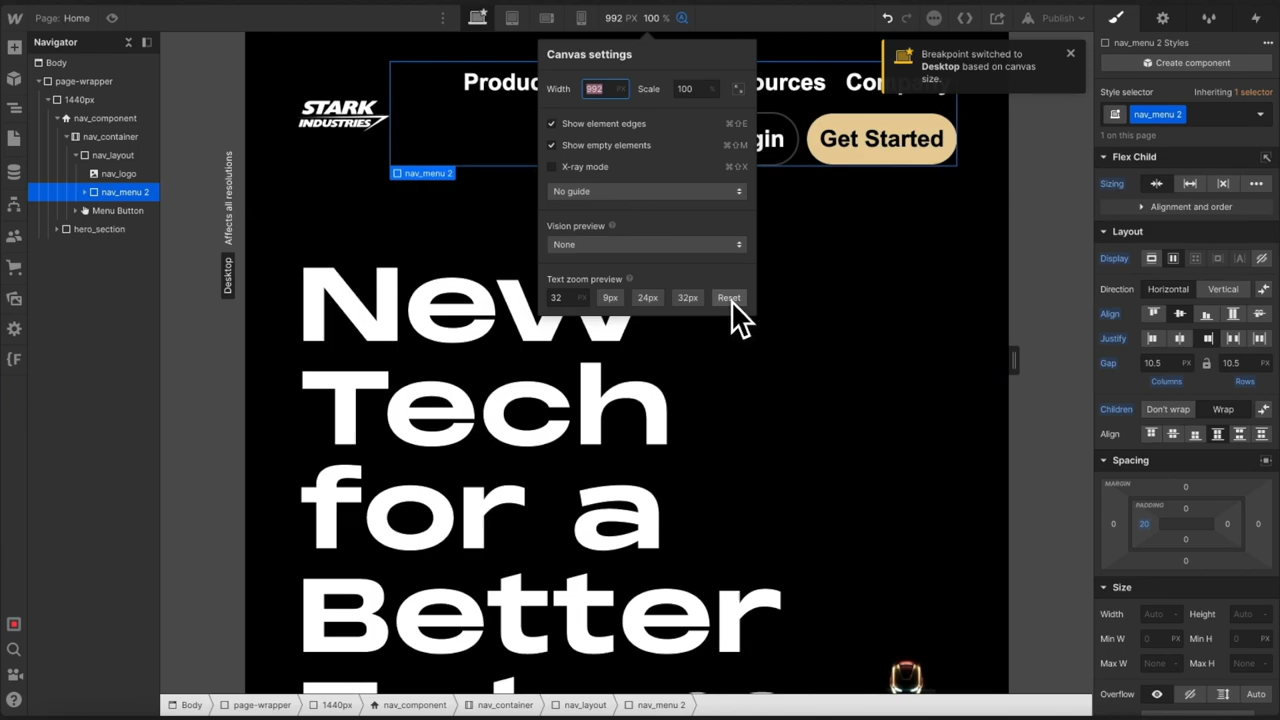 Page: Home
992 PX 100 %
Publish
Navigator
Body
page-wrapper
1440px
nav_component
nav_container
nav_layout
nav_logo
nav_menu 2
Menu Button
hero_section
Affects all resolutions
Desktop
STARK
INDUSTRIES
nav_menu 2
Get Started
New
Tech
for a
Better
Canvas settings
Width 992 PX Scale 100 %
Show element edges ⌘⇧E
Show empty elements ⌘⇧M
X-ray mode ⌘⇧X
No guide
Vision preview
None
Text zoom preview
32 PX 9px 24px 32px Reset
Breakpoint switched to
Desktop based on canvas
size.
nav_menu 2 Styles
Create component
Style selector Inheriting 1 selector
nav_menu 2
1 on this page
Flex Child
Sizing
Alignment and order
Layout
Display
Direction Horizontal Vertical
Align
Justify
Gap 10.5 PX 10.5 PX
Columns Rows
Children Don't wrap Wrap
Align
Spacing
MARGIN 0
PADDING 0
0 20 0 0
0
0
Size
Width Auto - Height Auto -
Min W 0 PX Min H 0 PX
Max W None - Max H None -
Overflow Auto
Body page-wrapper 1440px nav_component nav_container nav_layout nav_menu 2